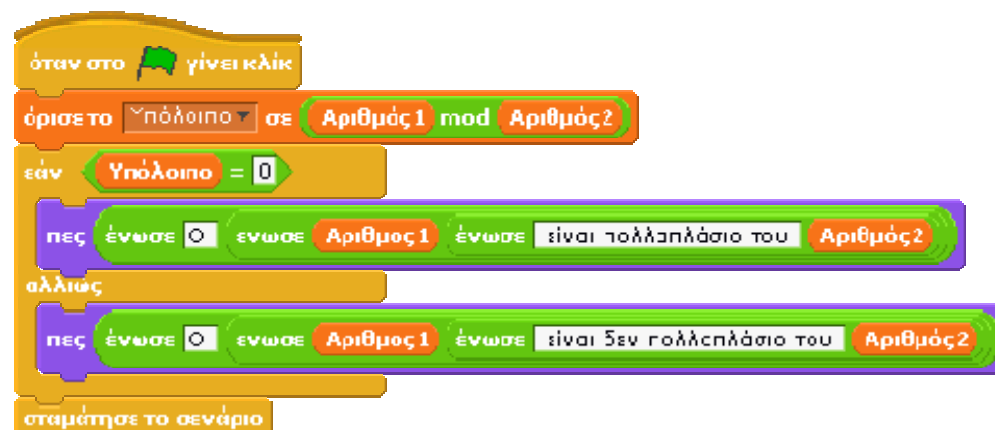 όταν στο γίνει κλίκ
όρισε το Υπόλοιπο σε Αριθμός1 mod Αριθμός2
εάν Υπόλοιπο = 0
πες ένωσε Ο ενωσε Αριθμος1 ένωσε είναι πολλαπλάσιο του Αριθμός2
αλλιώς
πες ένωσε Ο ενωσε Αριθμος1 ένωσε είναι δεν πολλαπλάσιο του Αριθμός2
σταμάτησε το σενάριο